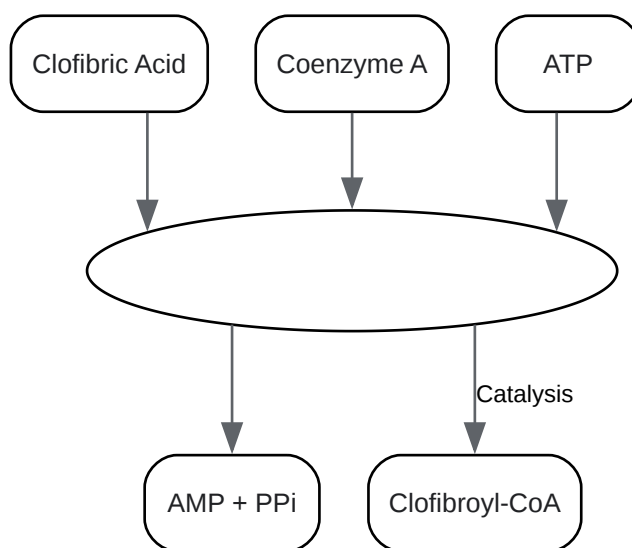 Clofibric Acid
Coenzyme A
ATP
Catalysis
AMP + PPi
Clofibroyl-CoA